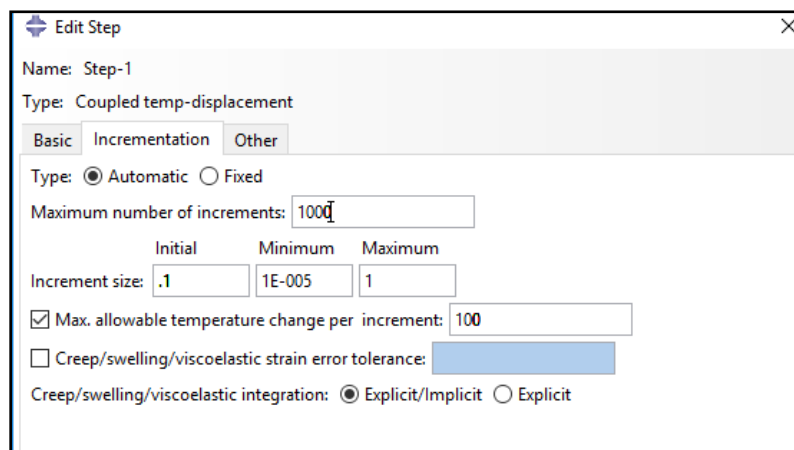 Edit Step
Name: Step-1
Type: Coupled temp-displacement
Basic Incrementation Other
Type: Automatic Fixed
Maximum number of increments: 1000
Initial Minimum Maximum
Increment size: .1 1E-005 1
Max. allowable temperature change per increment: 100
Creep/swelling/viscoelastic strain error tolerance:
Creep/swelling/viscoelastic integration: Explicit/Implicit Explicit